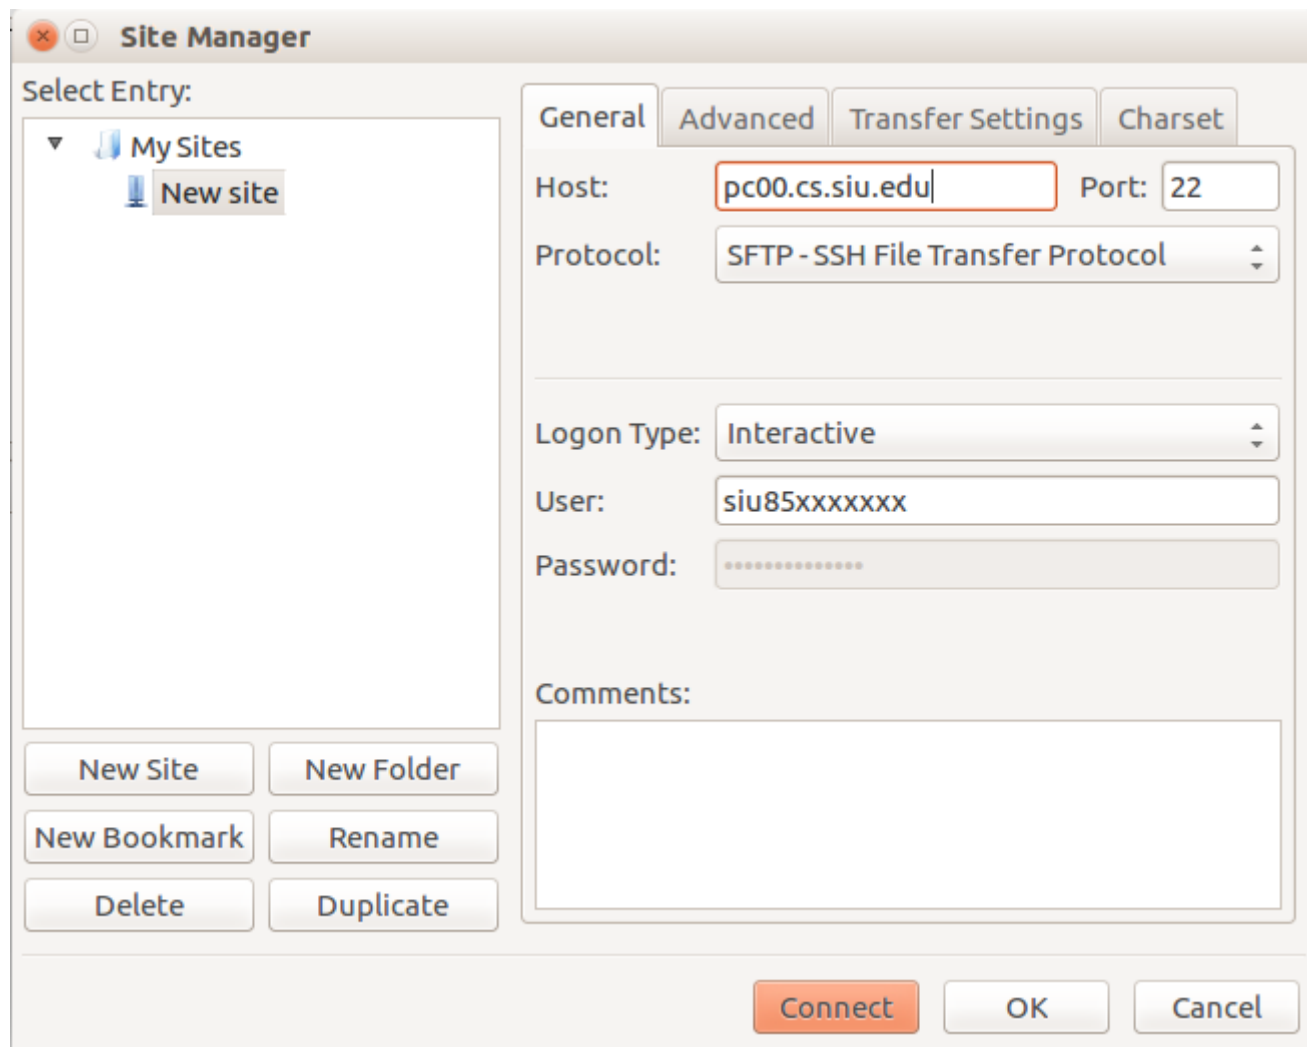 Site Manager
Select Entry:
My Sites
New site
New Site New Folder
New Bookmark Rename
Delete Duplicate
General Advanced Transfer Settings Charset
Host: pc00.cs.siu.edu Port: 22
Protocol: SFTP - SSH File Transfer Protocol
Logon Type: Interactive
User: siu85xxxxxxx
Password: ••••••••••••••
Comments:
Connect OK Cancel